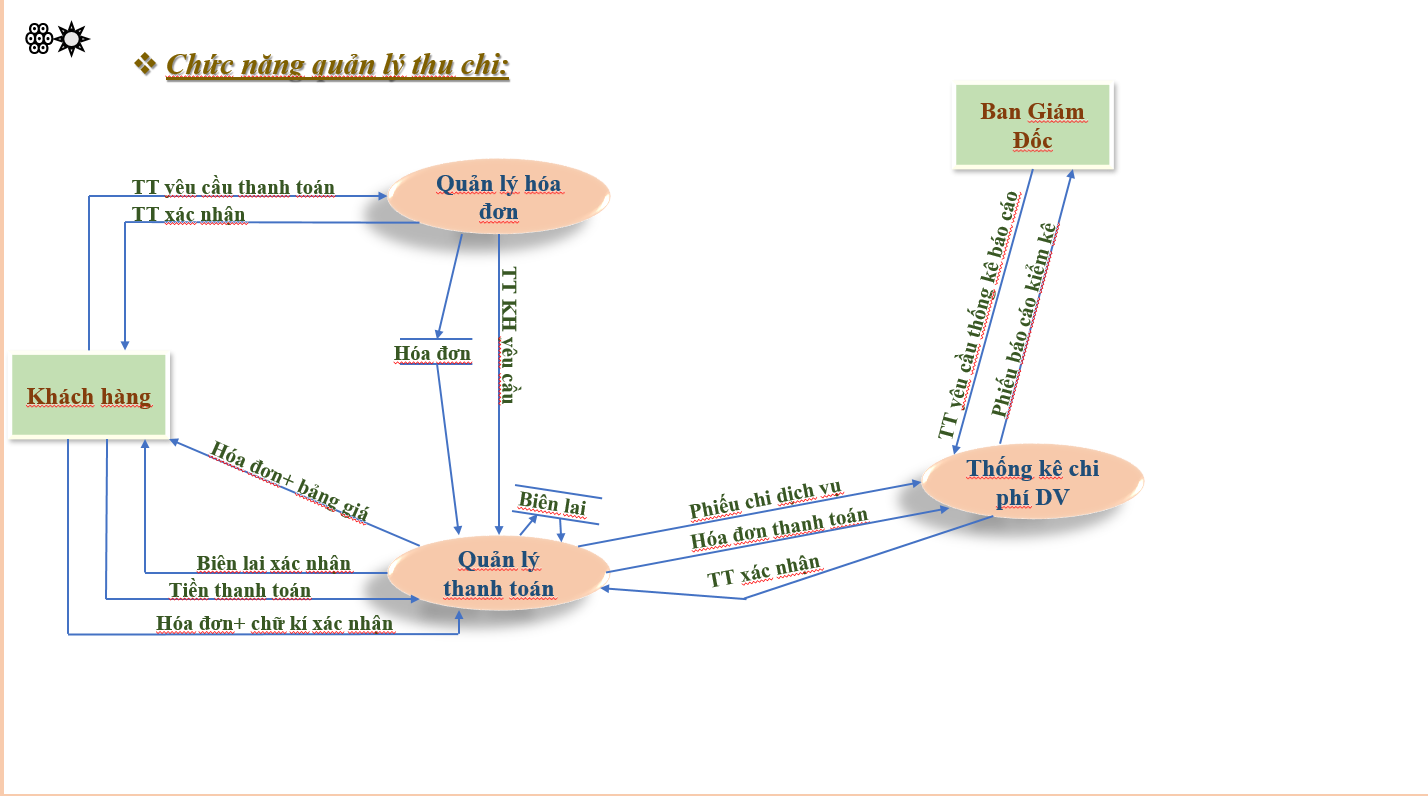 Chức năng quản lý thu chi:
Ban Giám
Đốc
TT yêu cầu thanh toán
TT xác nhận
Quản lý hóa
đơn
TT yêu cầu thống kê báo cáo
Phiếu báo cáo kiểm kê
TT KH yêu cầu
Hóa đơn
Khách hàng
Hóa đơn+ bảng giá
Biên lai
Phiếu chi dịch vụ
Hóa đơn thanh toán
TT xác nhận
Thống kê chi
phí DV
Biên lai xác nhận
Tiền thanh toán
Hóa đơn+ chữ kí xác nhận
Quản lý
thanh toán